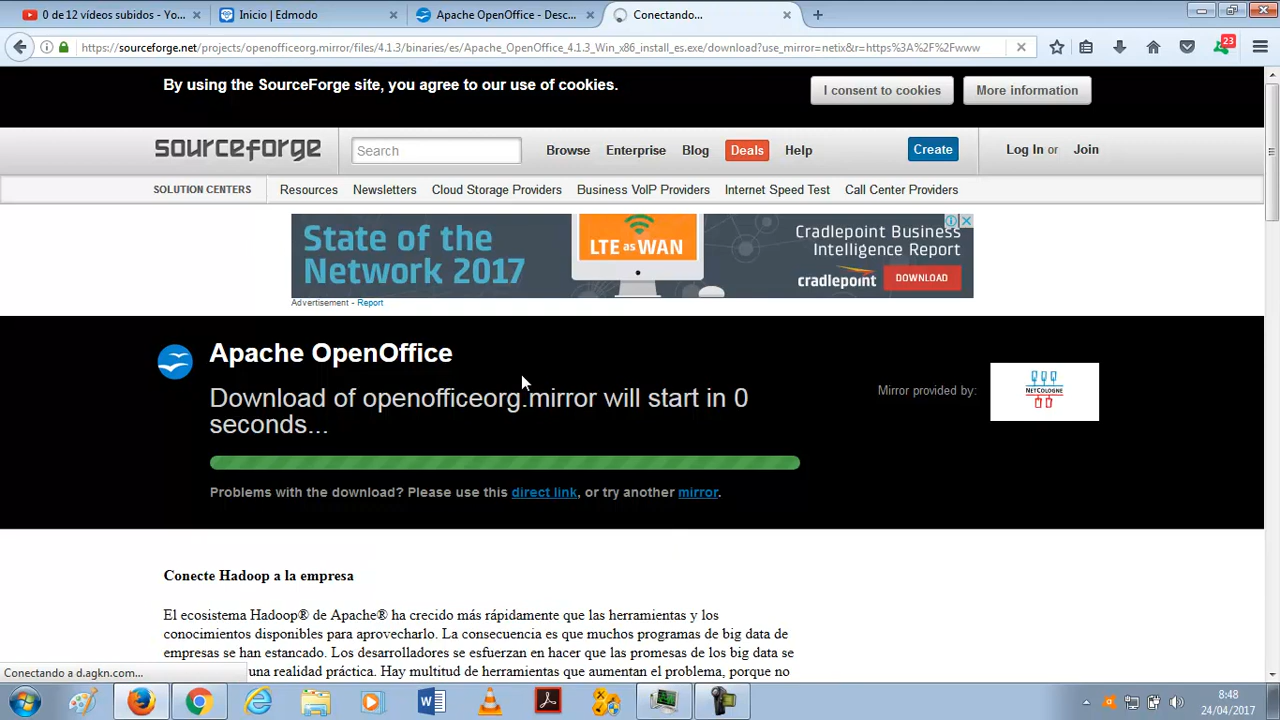 0 de 12 vídeos subidos - Yo...
Inicio | Edmodo
Apache OpenOffice - Desc...
Conectando...
https://sourceforge.net/projects/openofficeorg.mirror/files/4.1.3/binaries/es/Apache_OpenOffice_4.1.3_Win_x86_install_es.exe/download?use_mirror=netix&r=https%3A%2F%2Fwww
23
By using the SourceForge site, you agree to our use of cookies.
I consent to cookies
More information
sourceforge
Search
Browse
Enterprise
Blog
Deals
Help
Create
Log In or Join
SOLUTION CENTERS
Resources
Newsletters
Cloud Storage Providers
Business VoIP Providers
Internet Speed Test
Call Center Providers
State of the
Network 2017
LTE as WAN
Cradlepoint Business
Intelligence Report
cradlepoint
DOWNLOAD
Advertisement - Report
Apache OpenOffice
Download of openofficeorg.mirror will start in 0
seconds...
Mirror provided by:
NETCOLOGNE
Problems with the download? Please use this direct link, or try another mirror.
Conecte Hadoop a la empresa
El ecosistema Hadoop® de Apache® ha crecido más rápidamente que las herramientas y los
conocimientos disponibles para aprovecharlo. La consecuencia es que muchos programas de big data de
empresas se han estancado. Los desarrolladores se esfuerzan en hacer que las promesas de los big data se
una realidad práctica. Hay multitud de herramientas que aumentan el problema, porque no
Conectando a d.agkn.com...
8:48
24/04/2017